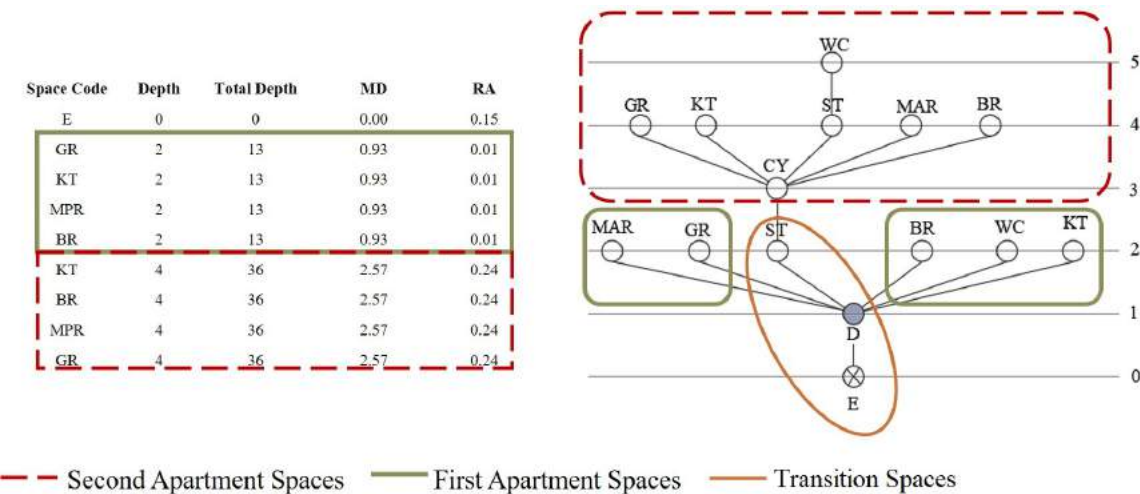 Space Code Depth Total Depth MD RA
E 0 0 0.00 0.15
GR 2 13 0.93 0.01
KT 2 13 0.93 0.01
MPR 2 13 0.93 0.01
BR 2 13 0.93 0.01
KT 4 36 2.57 0.24
BR 4 36 2.57 0.24
MPR 4 36 2.57 0.24
GR 4 36 2.57 0.24
WC
5
GR KT ST MAR BR
4
CY
3
MAR GR ST BR WC KT
2
1
D
0
E
Second Apartment Spaces First Apartment Spaces Transition Spaces